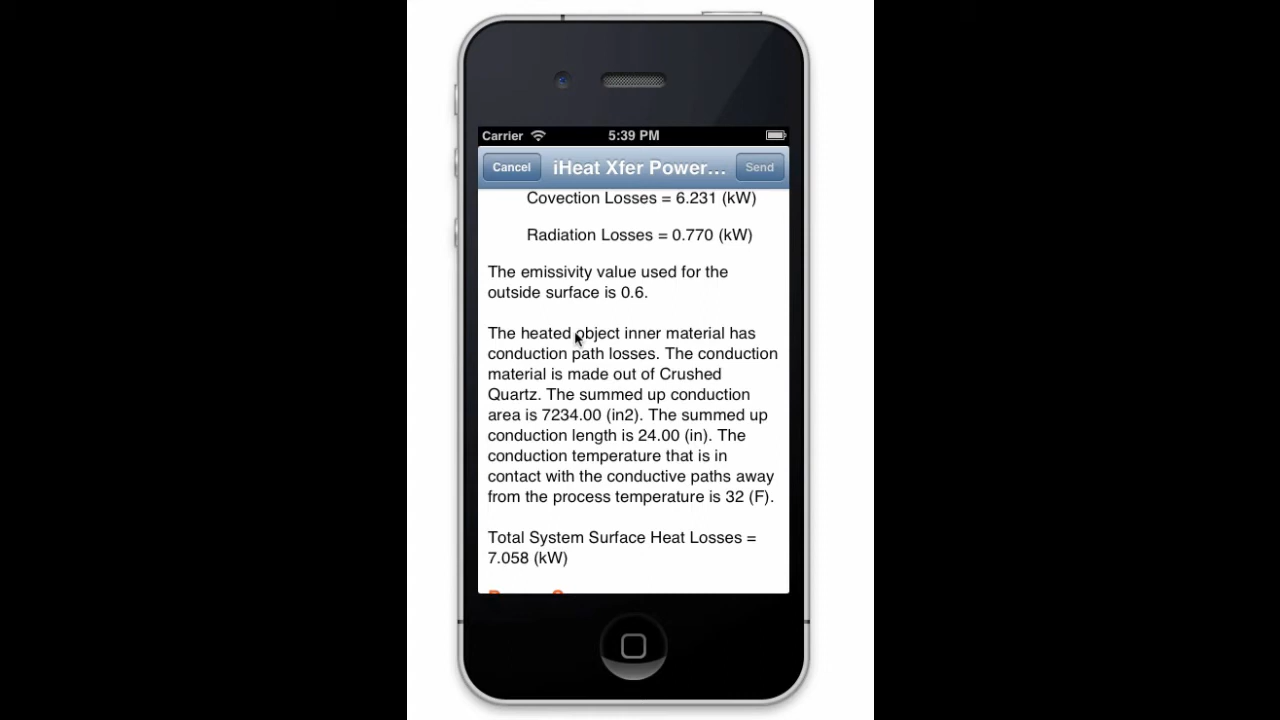 Carrier 5:39 PM
Cancel iHeat Xfer Power... Send
Covection Losses = 6.231 (kW)
Radiation Losses = 0.770 (kW)
The emissivity value used for the
outside surface is 0.6.
The heated object inner material has
conduction path losses. The conduction
material is made out of Crushed
Quartz. The summed up conduction
area is 7234.00 (in2). The summed up
conduction length is 24.00 (in). The
conduction temperature that is in
contact with the conductive paths away
from the process temperature is 32 (F).
Total System Surface Heat Losses =
7.058 (kW)